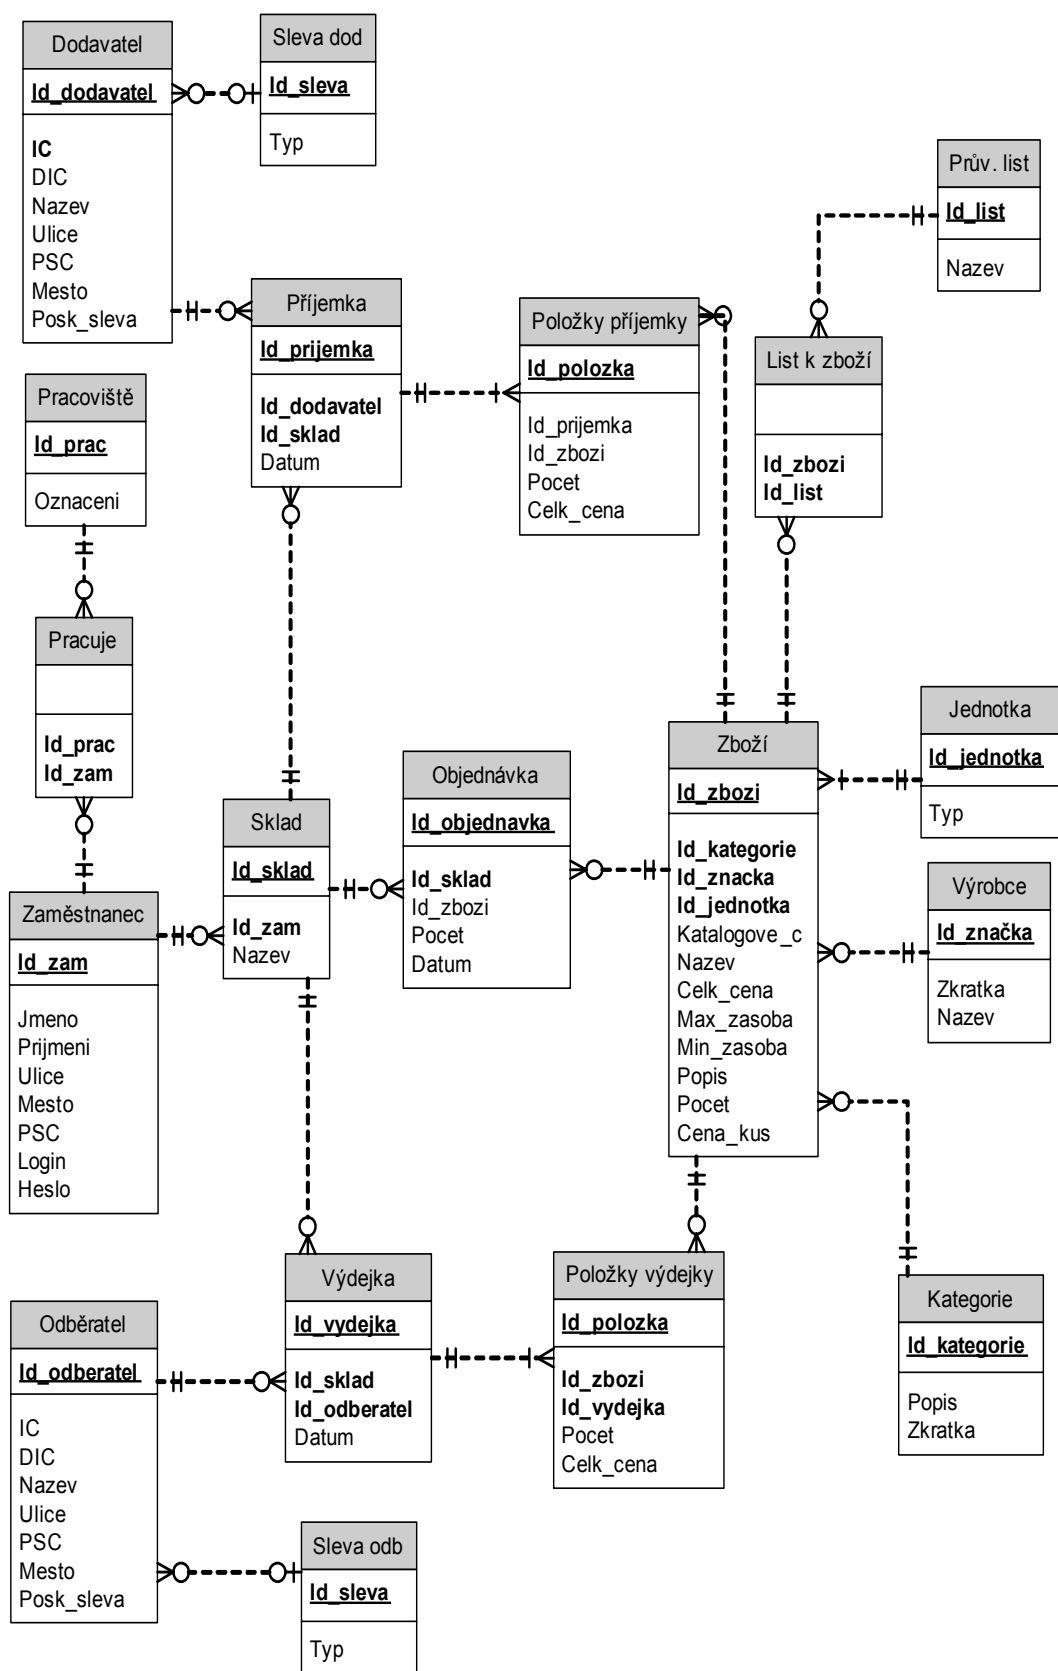 Dodavatel
Id_dodavatel
IC
DIC
Nazev
Ulice
PSC
Mesto
Posk_sleva
Sleva dod
Id_sleva
Typ
Prův. list
Id_list
Nazev
Příjemka
Id_prijemka
Id_dodavatel
Id_sklad
Datum
Položky příjemky
Id_polozka
Id_prijemka
Id_zbozi
Pocet
Celk_cena
List k zboží
Id_zbozi
Id_list
Pracoviště
Id_prac
Oznaceni
Pracuje
Id_prac
Id_zam
Zaměstnanec
Id_zam
Jmeno
Prijmeni
Ulice
Mesto
PSC
Login
Heslo
Sklad
Id_sklad
Id_zam
Nazev
Objednávka
Id_objednavka
Id_sklad
Id_zbozi
Pocet
Datum
Zboží
Id_zbozi
Id_kategorie
Id_znacka
Id_jednotka
Katalogove_c
Nazev
Celk_cena
Max_zasoba
Min_zasoba
Popis
Pocet
Cena_kus
Jednotka
Id_jednotka
Typ
Výrobce
Id_značka
Zkratka
Nazev
Kategorie
Id_kategorie
Popis
Zkratka
Výdejka
Id_vydejka
Id_sklad
Id_odberatel
Datum
Položky výdejky
Id_polozka
Id_zbozi
Id_vydejka
Pocet
Celk_cena
Odběratel
Id_odberatel
IC
DIC
Nazev
Ulice
PSC
Mesto
Posk_sleva
Sleva odb
Id_sleva
Typ